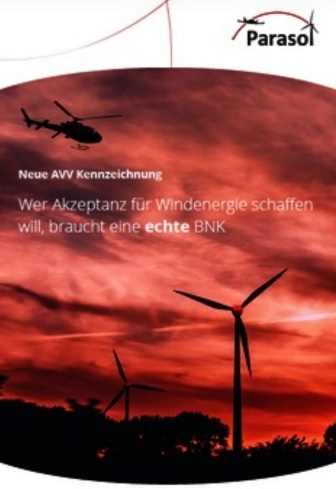 Parasol
Neue AVV Kennzeichnung
Wer Akzeptanz für Windenergie schaffen
will, braucht eine echte BNK